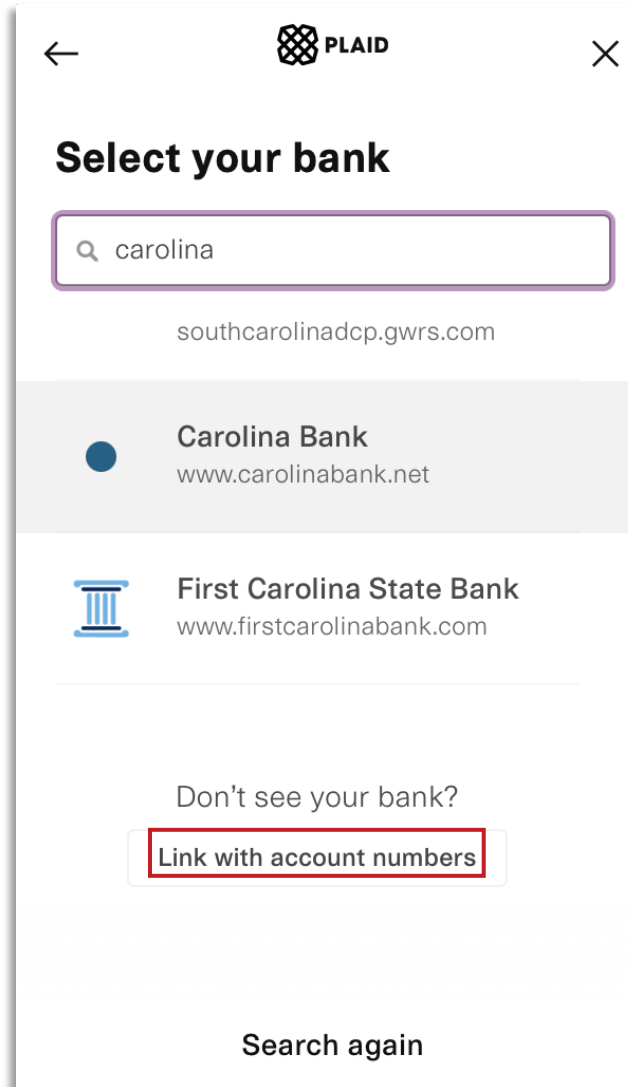 PLAID
Select your bank
carolina
southcarolinadcp.gwrs.com
Carolina Bank
www.carolinabank.net
First Carolina State Bank
www.firstcarolinabank.com
Don't see your bank?
Link with account numbers
Search again